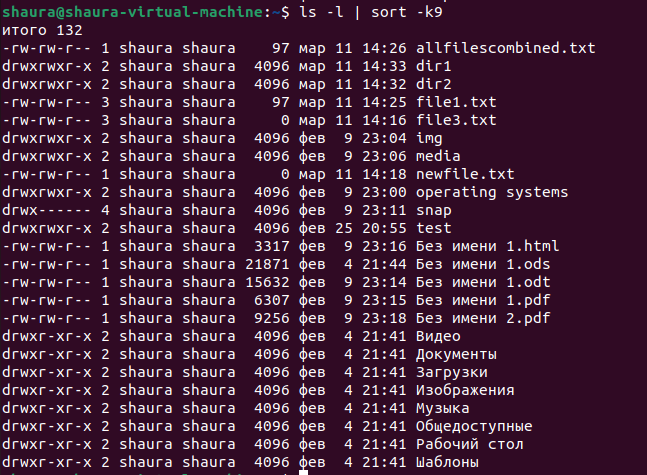 shaura@shaura-virtual-machine:~$ ls -l | sort -k9
итого 132
-rw-rw-r-- 1 shaura shaura    97 мар 11 14:26 allfilescombined.txt
drwxrwxr-x 2 shaura shaura  4096 мар 11 14:33 dir1
drwxrwxr-x 2 shaura shaura  4096 мар 11 14:32 dir2
-rw-rw-r-- 3 shaura shaura    97 мар 11 14:25 file1.txt
-rw-rw-r-- 3 shaura shaura     0 мар 11 14:16 file3.txt
drwxrwxr-x 2 shaura shaura  4096 фев  9 23:04 img
drwxrwxr-x 2 shaura shaura  4096 фев  9 23:06 media
-rw-rw-r-- 1 shaura shaura     0 мар 11 14:18 newfile.txt
drwxrwxr-x 2 shaura shaura  4096 фев  9 23:00 operating systems
drwx------ 4 shaura shaura  4096 фев  9 23:11 snap
drwxrwxr-x 2 shaura shaura  4096 фев 25 20:55 test
-rw-rw-r-- 1 shaura shaura  3317 фев  9 23:16 Без имени 1.html
-rw-rw-r-- 1 shaura shaura 21871 фев  4 21:44 Без имени 1.ods
-rw-rw-r-- 1 shaura shaura 15632 фев  9 23:14 Без имени 1.odt
-rw-rw-r-- 1 shaura shaura  6307 фев  9 23:15 Без имени 1.pdf
-rw-rw-r-- 1 shaura shaura  9256 фев  9 23:18 Без имени 2.pdf
drwxr-xr-x 2 shaura shaura  4096 фев  4 21:41 Видео
drwxr-xr-x 2 shaura shaura  4096 фев  4 21:41 Документы
drwxr-xr-x 2 shaura shaura  4096 фев  4 21:41 Загрузки
drwxr-xr-x 2 shaura shaura  4096 фев  4 21:41 Изображения
drwxr-xr-x 2 shaura shaura  4096 фев  4 21:41 Музыка
drwxr-xr-x 2 shaura shaura  4096 фев  4 21:41 Общедоступные
drwxr-xr-x 2 shaura shaura  4096 фев  4 21:41 Рабочий стол
drwxr-xr-x 2 shaura shaura  4096 фев  4 21:41 Шаблоны